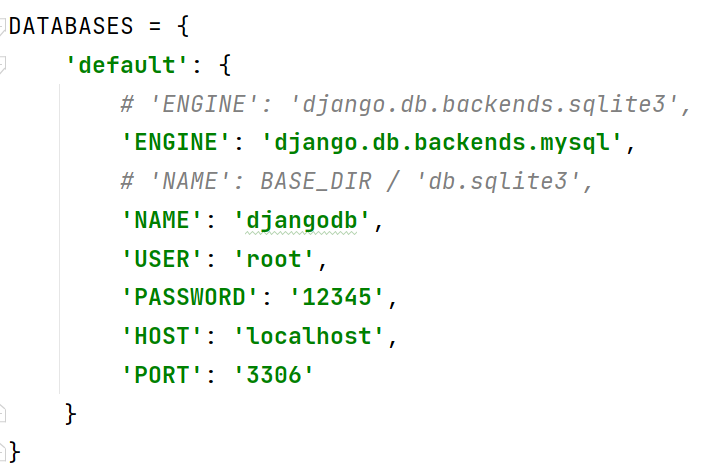 DATABASES = {
    'default': {
        # 'ENGINE': 'django.db.backends.sqlite3',
        'ENGINE': 'django.db.backends.mysql',
        # 'NAME': BASE_DIR / 'db.sqlite3',
        'NAME': 'djangodb',
        'USER': 'root',
        'PASSWORD': '12345',
        'HOST': 'localhost',
        'PORT': '3306'
    }
}